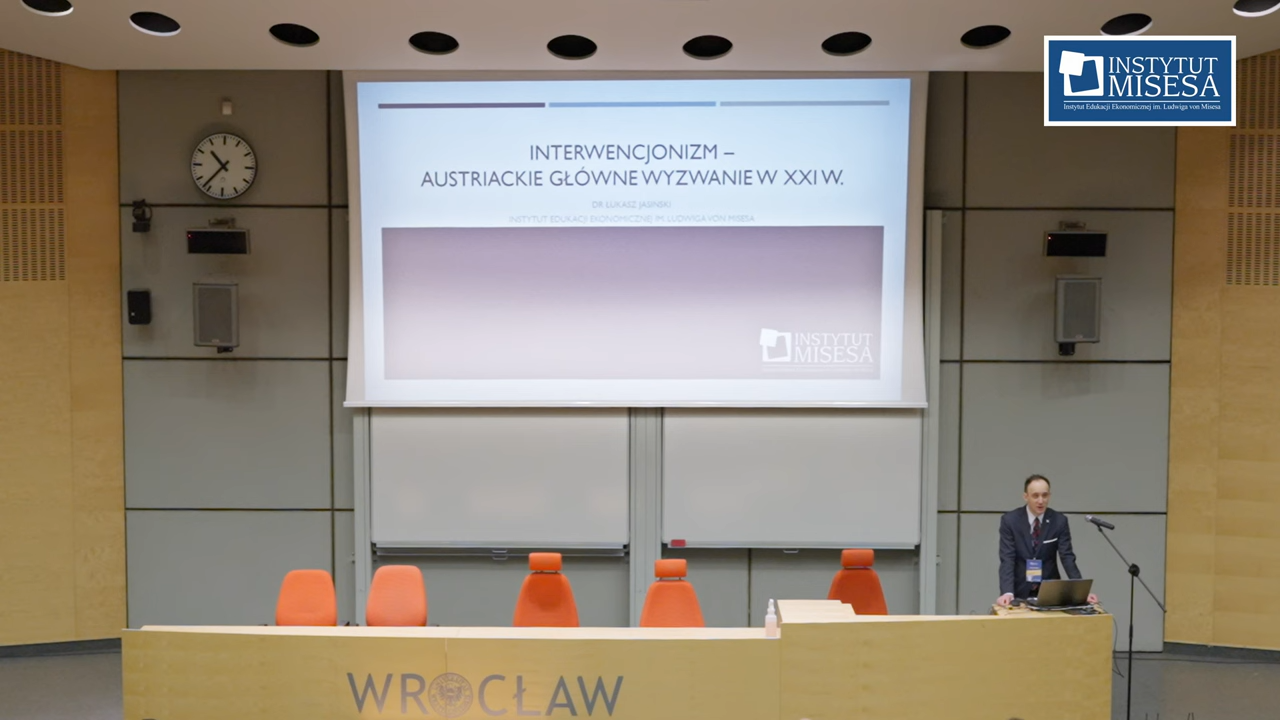 INSTYTUT
MISESA
Instytut Edukacji Ekonomicznej im. Ludwiga von Misesa
INTERWENCJONIZM –
AUSTRIACKIE GŁÓWNE WYZWANIE W XXI W.
DR ŁUKASZ JASIŃSKI
INSTYTUT EDUKACJI EKONOMICZNEJ IM. LUDWIGA VON MISESA
INSTYTUT
MISESA
WROCŁAW